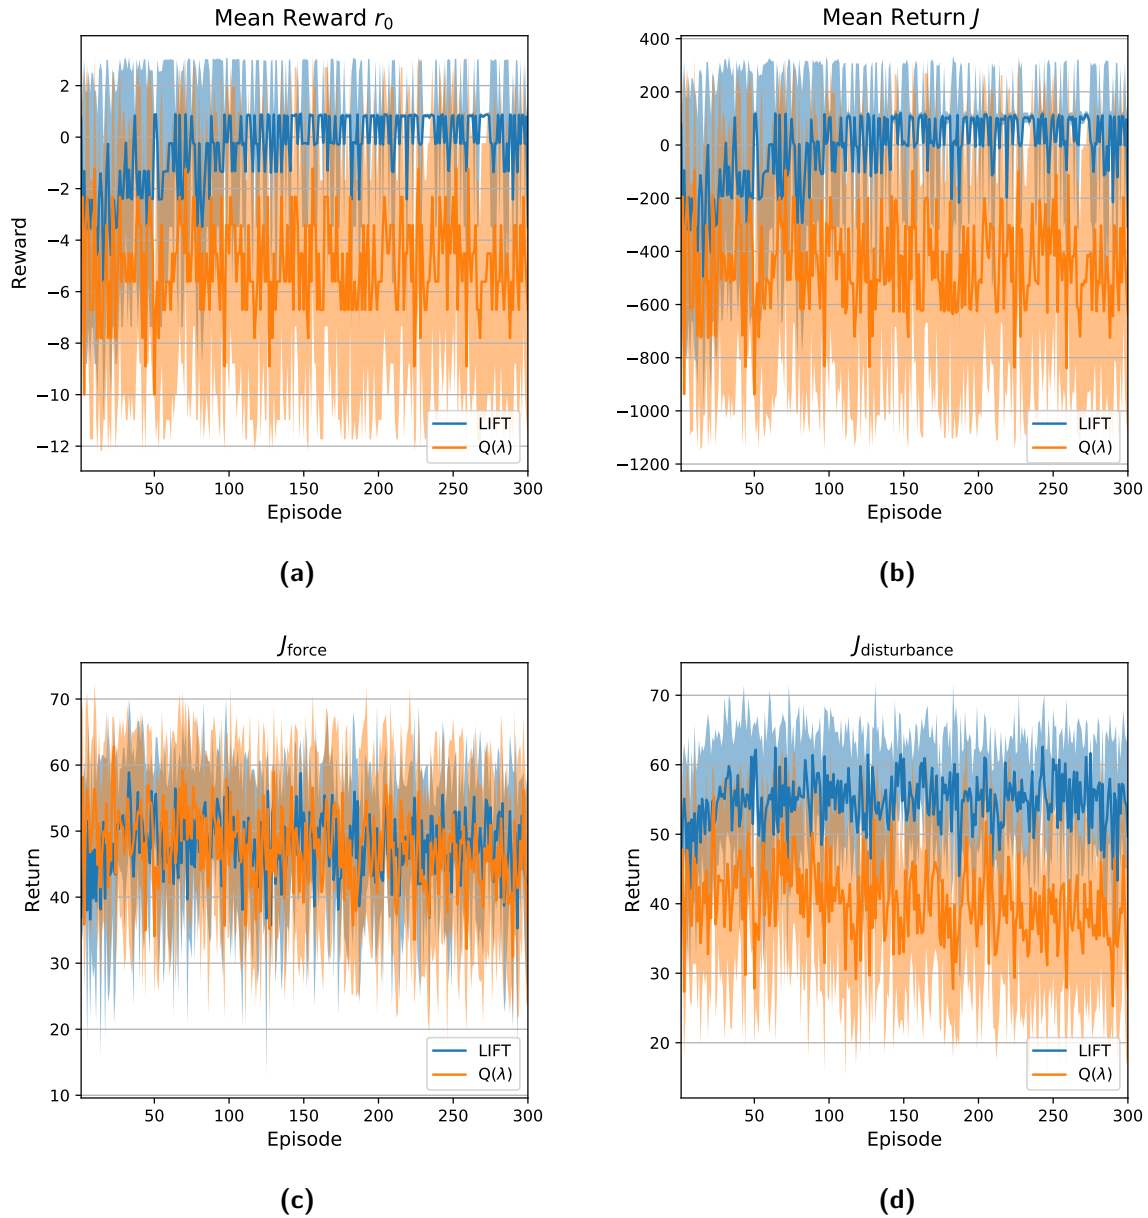 Mean Reward r₀
2
0
−2
−4
−6
−8
−10
−12
Reward
50
100
150
200
250
300
Episode
LIFT
Q(λ)
(a)
Mean Return J
400
200
0
−200
−400
−600
−800
−1000
−1200
50
100
150
200
250
300
Episode
LIFT
Q(λ)
(b)
J_force
70
60
50
40
30
20
10
Return
50
100
150
200
250
300
Episode
LIFT
Q(λ)
(c)
J_disturbance
70
60
50
40
30
20
Return
50
100
150
200
250
300
Episode
LIFT
Q(λ)
(d)